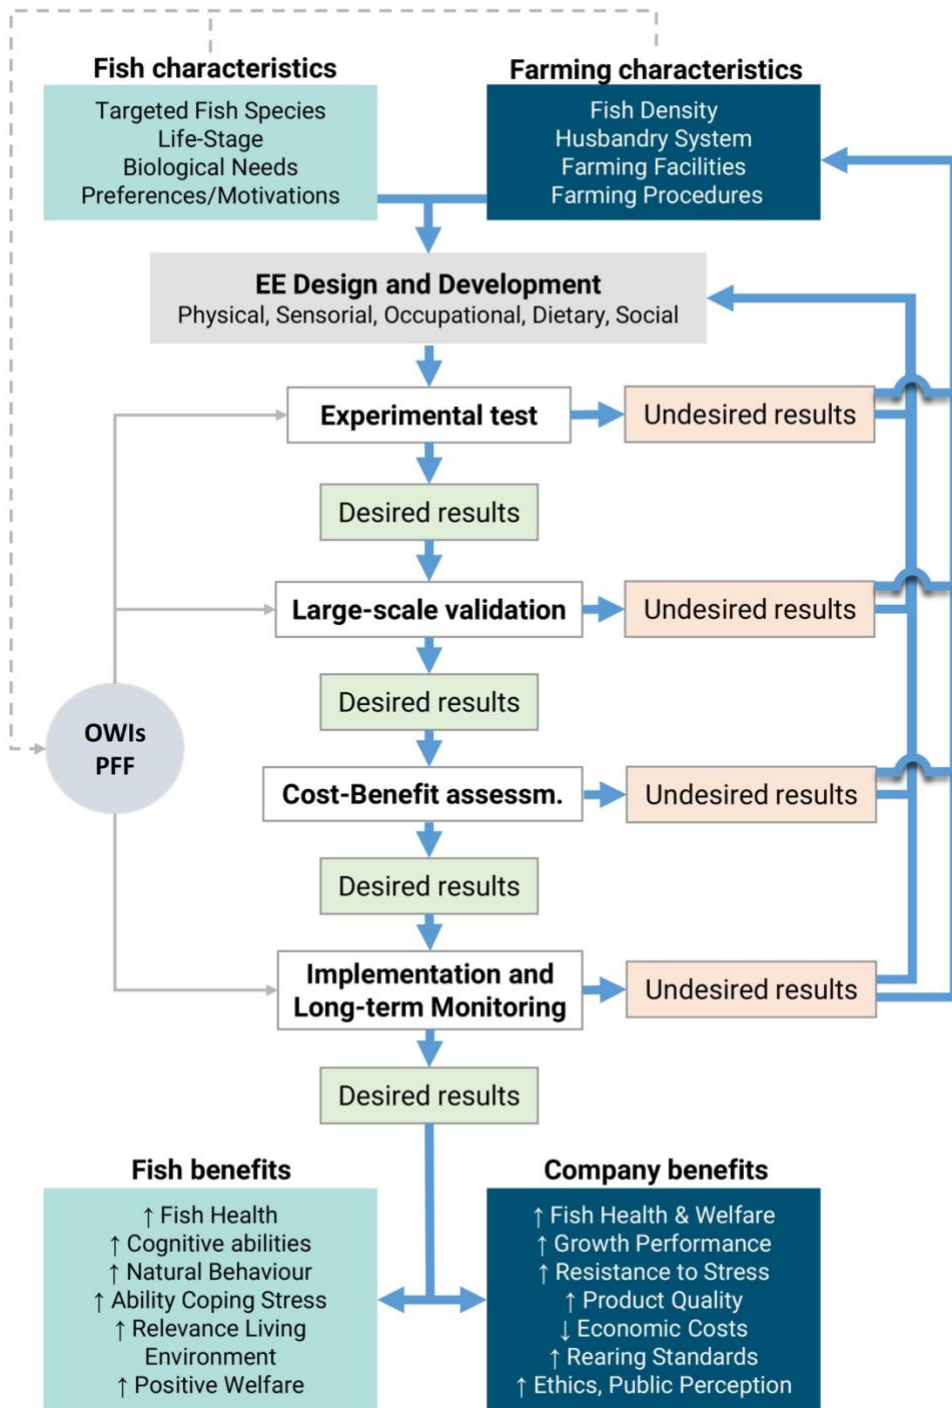 Fish characteristics
Targeted Fish Species
Life-Stage
Biological Needs
Preferences/Motivations
Farming characteristics
Fish Density
Husbandry System
Farming Facilities
Farming Procedures
EE Design and Development
Physical, Sensorial, Occupational, Dietary, Social
Experimental test
Undesired results
Desired results
Large-scale validation
Undesired results
Desired results
OWIs
PFF
Cost-Benefit assessm.
Undesired results
Desired results
Implementation and
Long-term Monitoring
Undesired results
Desired results
Fish benefits
↑ Fish Health
↑ Cognitive abilities
↑ Natural Behaviour
↑ Ability Coping Stress
↑ Relevance Living
Environment
↑ Positive Welfare
Company benefits
↑ Fish Health & Welfare
↑ Growth Performance
↑ Resistance to Stress
↑ Product Quality
↓ Economic Costs
↑ Rearing Standards
↑ Ethics, Public Perception